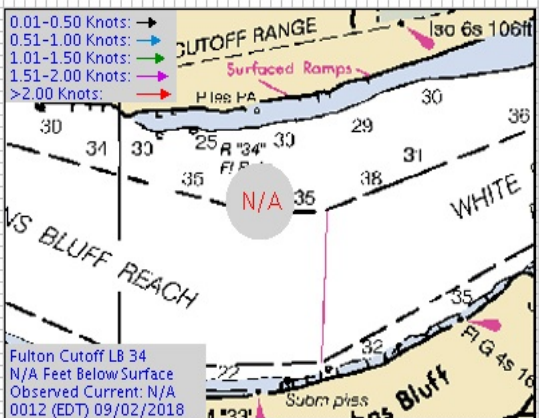 0.01-0.50 Knots:
0.51-1.00 Knots:
1.01-1.50 Knots:
1.51-2.00 Knots:
>2.00 Knots:
CUTOFF RANGE
Iso 6s 106ft
Surfaced Ramps
Piles PA
30
36
30
34
30
25
R "34"
30
29
31
35
38
N/A
35
WHITE
NS BLUFF REACH
35
Fl G 4s 16
32
22
Subm piles
Bluff
"33"
Fulton Cutoff LB 34
N/A Feet Below Surface
Observed Current: N/A
0012 (EDT) 09/02/2018